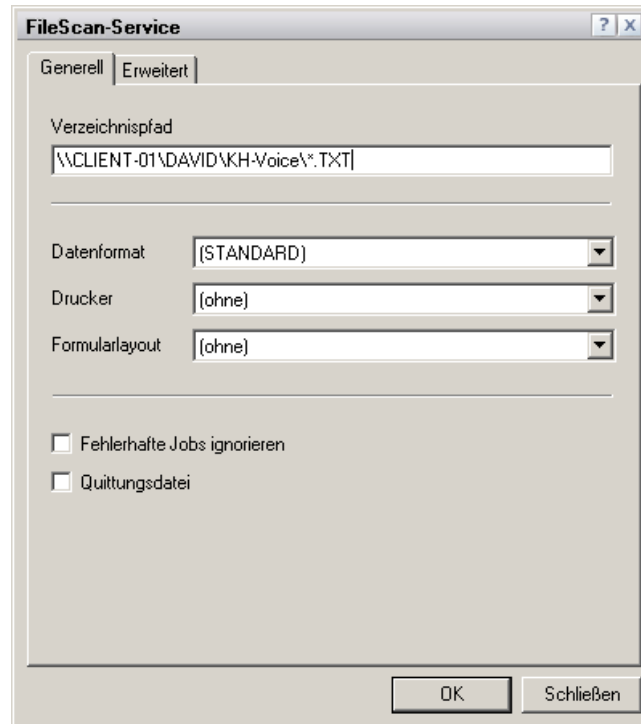 FileScan-Service
Generell Erweitert
Verzeichnispfad
\\CLIENT-01\DAVID\KH-Voice\*.TXT
Datenformat (STANDARD)
Drucker (ohne)
Formularlayout (ohne)
Fehlerhafte Jobs ignorieren
Quittungsdatei
OK Schließen